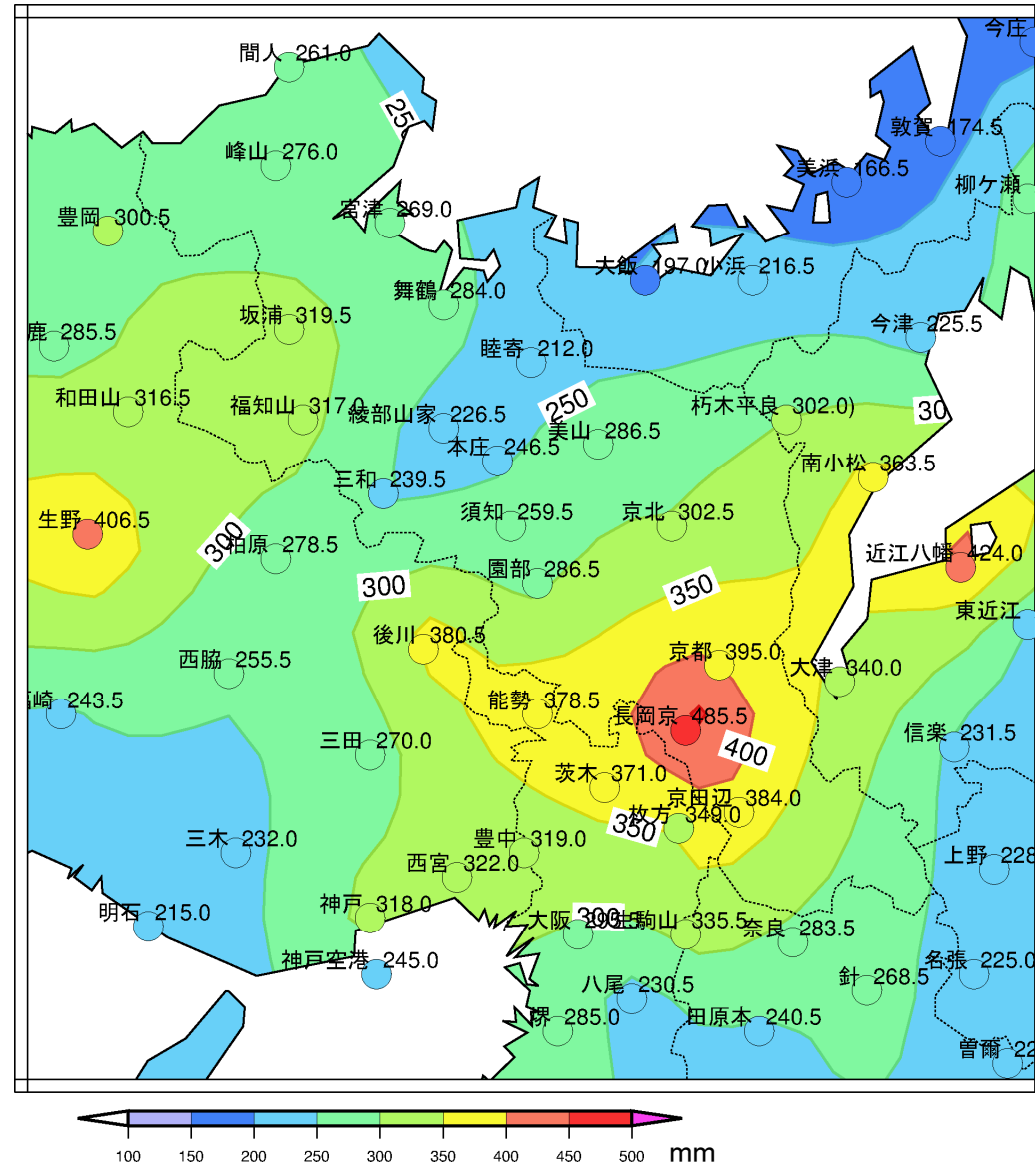 今庄
間人 261.0
250
敦賀 174.5
峰山 276.0
美浜 166.5
柳ケ瀬
豊岡 300.5
宮津 269.0
大飯 197.0
小浜 216.5
舞鶴 284.0
坂浦 319.5
今津 225.5
鹿 285.5
睦寄 212.0
和田山 316.5
福知山 317.0
250
朽木平良 302.0)
30
綾部山家 226.5
美山 286.5
本庄 246.5
南小松 363.5
三和 239.5
生野 406.5
須知 259.5
京北 302.5
300
柏原 278.5
近江八幡 424.0
園部 286.5
300
350
東近江
後川 380.5
京都 395.0
西脇 255.5
大津 340.0
崎 243.5
能勢 378.5
長岡京 485.5
信楽 231.5
三田 270.0
400
茨木 371.0
京田辺 384.0
枚方 349.0
350
三木 232.0
豊中 319.0
西宮 322.0
上野 228
明石 215.0
神戸 318.0
大阪
300
生駒山 335.5
奈良 283.5
神戸空港 245.0
八尾 230.5
針 268.5
名張 225.0
堺 285.0
田原本 240.5
曽爾 22
100 150 200 250 300 350 400 450 500 mm